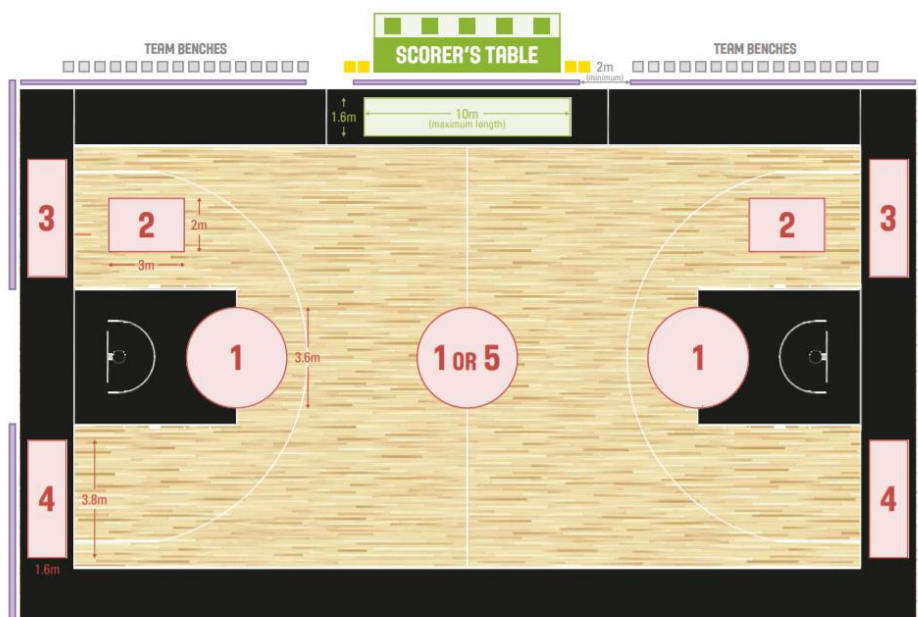 TEAM BENCHES
SCORER'S TABLE
TEAM BENCHES
2m
(minimum)
1.6m
10m
(maximum length)
3
2
2m
3m
2
3
1
3.6m
1 OR 5
1
4
3.8m
1.6m
4